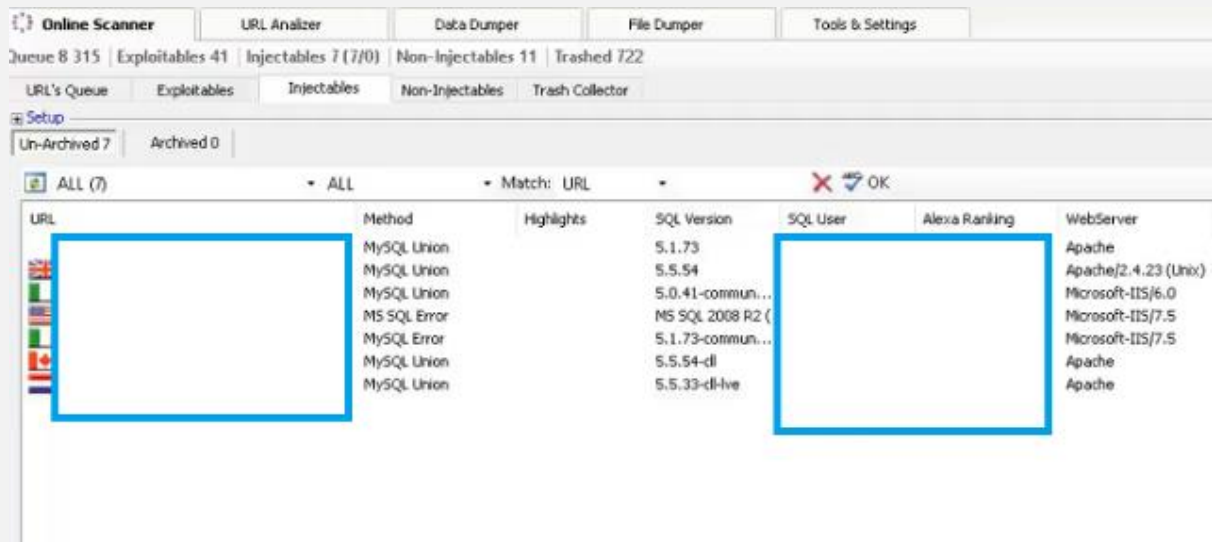 Online Scanner URL Analizer Data Dumper File Dumper Tools & Settings
Queue 8 315 Exploitables 41 Injectables 7 (7/0) Non-Injectables 11 Trashed 722
URL's Queue Exploitables Injectables Non-Injectables Trash Collector
Setup
Un-Archived 7 Archived 0
ALL (7) ALL Match: URL OK
URL Method Highlights SQL Version SQL User Alexa Ranking WebServer
MySQL Union 5.1.73 Apache
MySQL Union 5.5.54 Apache/2.4.23 (Unix)
MySQL Union 5.0.41-commun... Microsoft-IIS/6.0
MS SQL Error MS SQL 2008 R2 ( Microsoft-IIS/7.5
MySQL Error 5.1.73-commun... Microsoft-IIS/7.5
MySQL Union 5.5.54-cll Apache
MySQL Union 5.5.33-cll-lve Apache